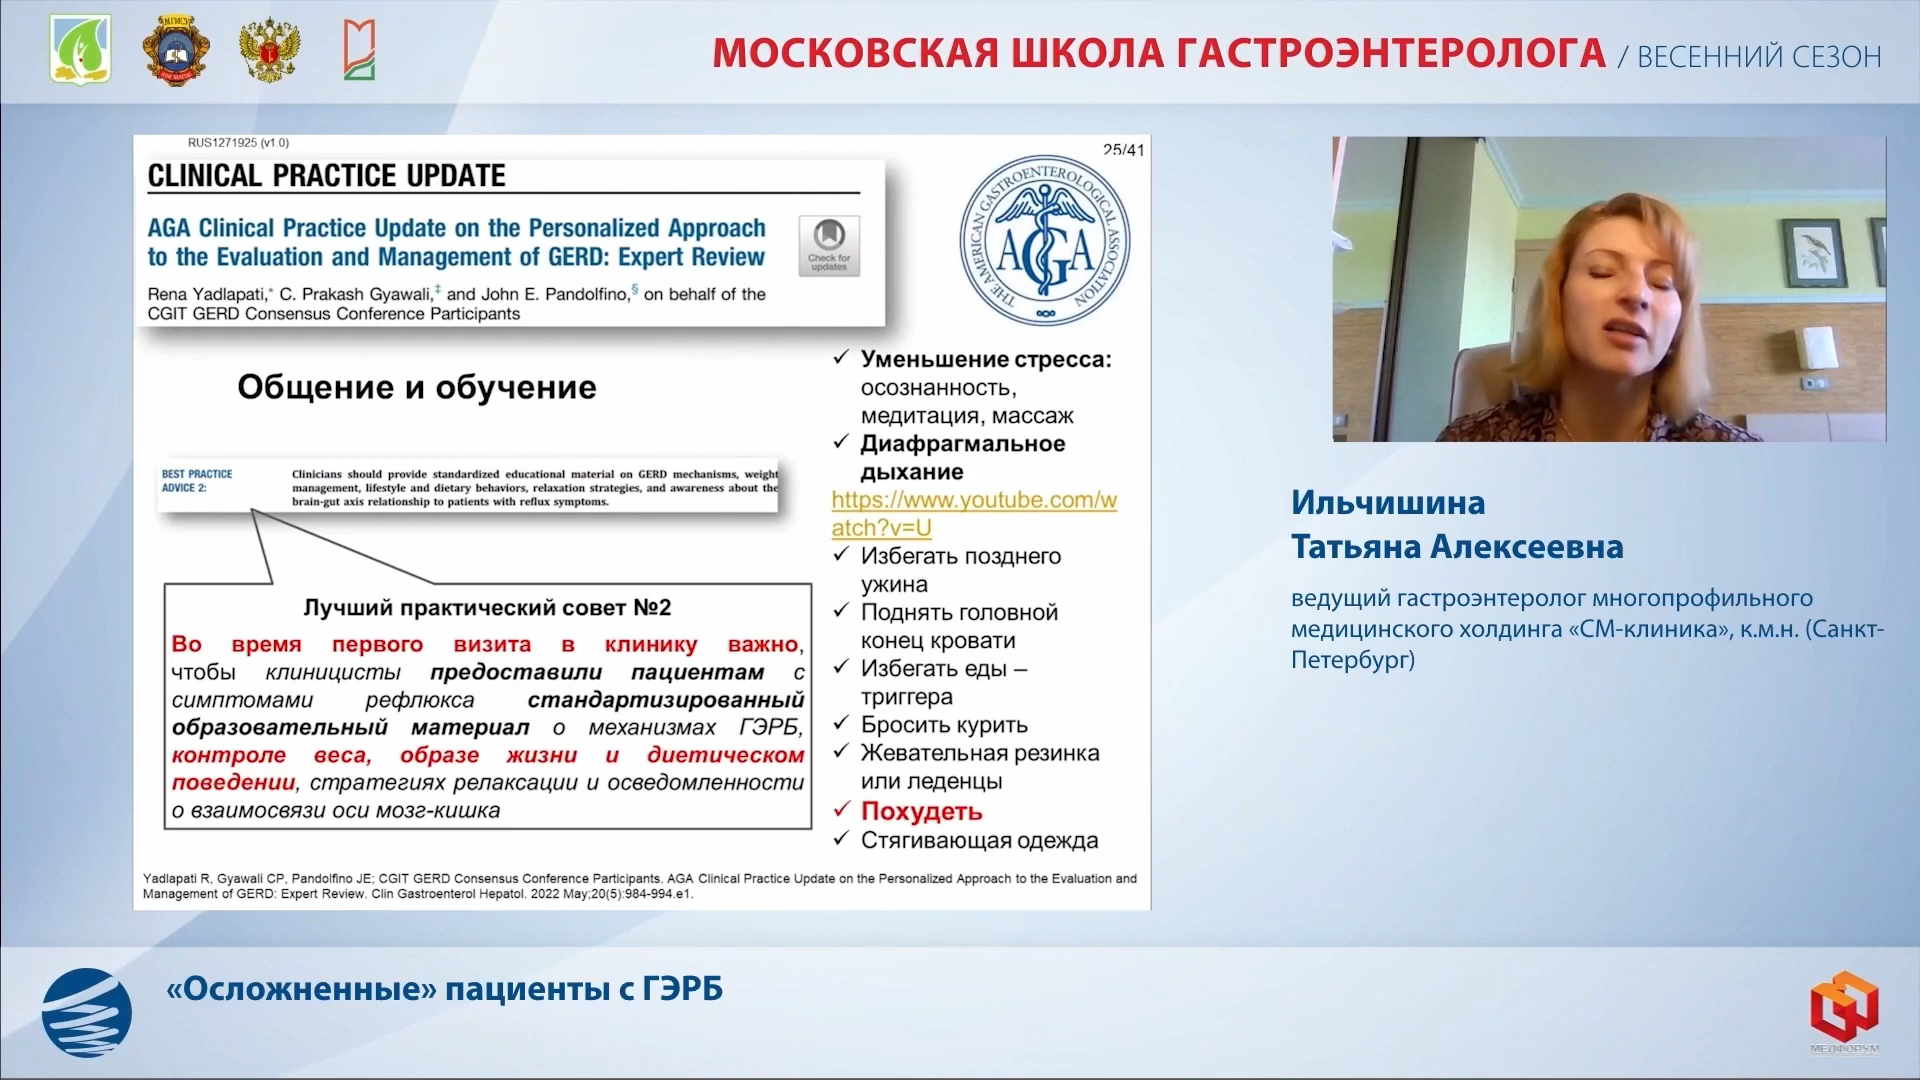 МГИСУ
МОСКОВСКАЯ ШКОЛА ГАСТРОЭНТЕРОЛОГА / ВЕСЕННИЙ СЕЗОН
RUS1271925 (v1.0)
25/41
CLINICAL PRACTICE UPDATE
AGA Clinical Practice Update on the Personalized Approach
to the Evaluation and Management of GERD: Expert Review
Check for
updates
Rena Yadlapati,* C. Prakash Gyawali,‡ and John E. Pandolfino,§ on behalf of the
CGIT GERD Consensus Conference Participants
THE AMERICAN GASTROENTEROLOGICAL ASSOCIATION
AGA
Общение и обучение
BEST PRACTICE
ADVICE 2:
Clinicians should provide standardized educational material on GERD mechanisms, weight
management, lifestyle and dietary behaviors, relaxation strategies, and awareness about the
brain-gut axis relationship to patients with reflux symptoms.
Лучший практический совет №2
Во время первого визита в клинику важно,
чтобы клиницисты предоставили пациентам с
симптомами рефлюкса стандартизированный
образовательный материал о механизмах ГЭРБ,
контроле веса, образе жизни и диетическом
поведении, стратегиях релаксации и осведомленности
о взаимосвязи оси мозг-кишка
✓ Уменьшение стресса:
осознанность,
медитация, массаж
✓ Диафрагмальное
дыхание
https://www.youtube.com/w
atch?v=U
✓ Избегать позднего
ужина
✓ Поднять головной
конец кровати
✓ Избегать еды –
триггера
✓ Бросить курить
✓ Жевательная резинка
или леденцы
✓ Похудеть
✓ Стягивающая одежда
Yadlapati R, Gyawali CP, Pandolfino JE; CGIT GERD Consensus Conference Participants. AGA Clinical Practice Update on the Personalized Approach to the Evaluation and
Management of GERD: Expert Review. Clin Gastroenterol Hepatol. 2022 May;20(5):984-994.e1.
Ильчишина
Татьяна Алексеевна
ведущий гастроэнтеролог многопрофильного
медицинского холдинга «СМ-клиника», к.м.н. (Санкт-
Петербург)
«Осложненные» пациенты с ГЭРБ
МЕДФОРУМ